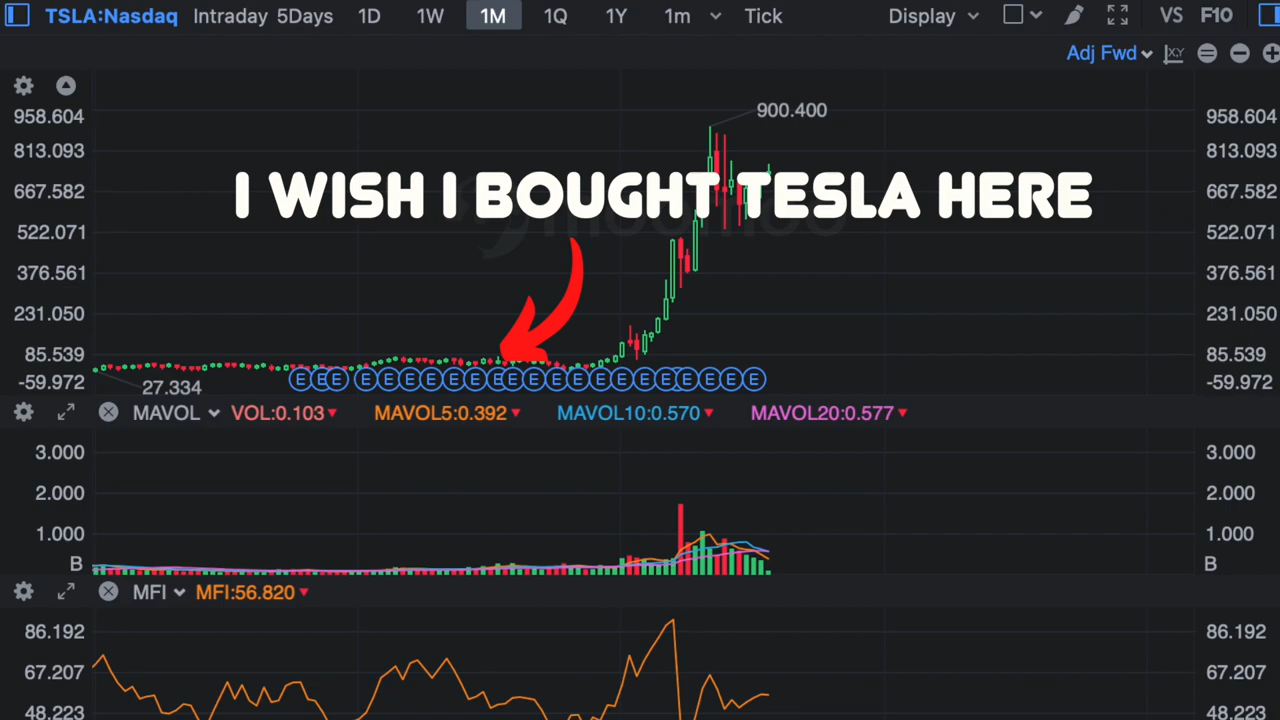 TSLA:Nasdaq Intraday 5Days 1D 1W 1M 1Q 1Y 1m Tick Display VS F10
Adj Fwd X,Y
958.604 900.400 958.604
813.093 813.093
I WISH I BOUGHT TESLA HERE
667.582 667.582
moomoo
522.071 522.071
376.561 376.561
231.050 231.050
85.539 85.539
-59.972 27.334 E E E E E E E E E E E E E E E E E E E E E E -59.972
MAVOL VOL:0.103 MAVOL5:0.392 MAVOL10:0.570 MAVOL20:0.577
3.000 3.000
2.000 2.000
1.000 1.000
B B
MFI MFI:56.820
86.192 86.192
67.207 67.207
48.223 48.223